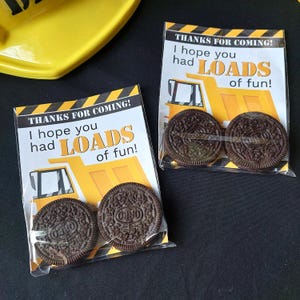 THANKS FOR COMING!
I hope you
had LOADS
of fun!
THANKS FOR COMING!
I hope you
had LOADS
of fun!
OREO